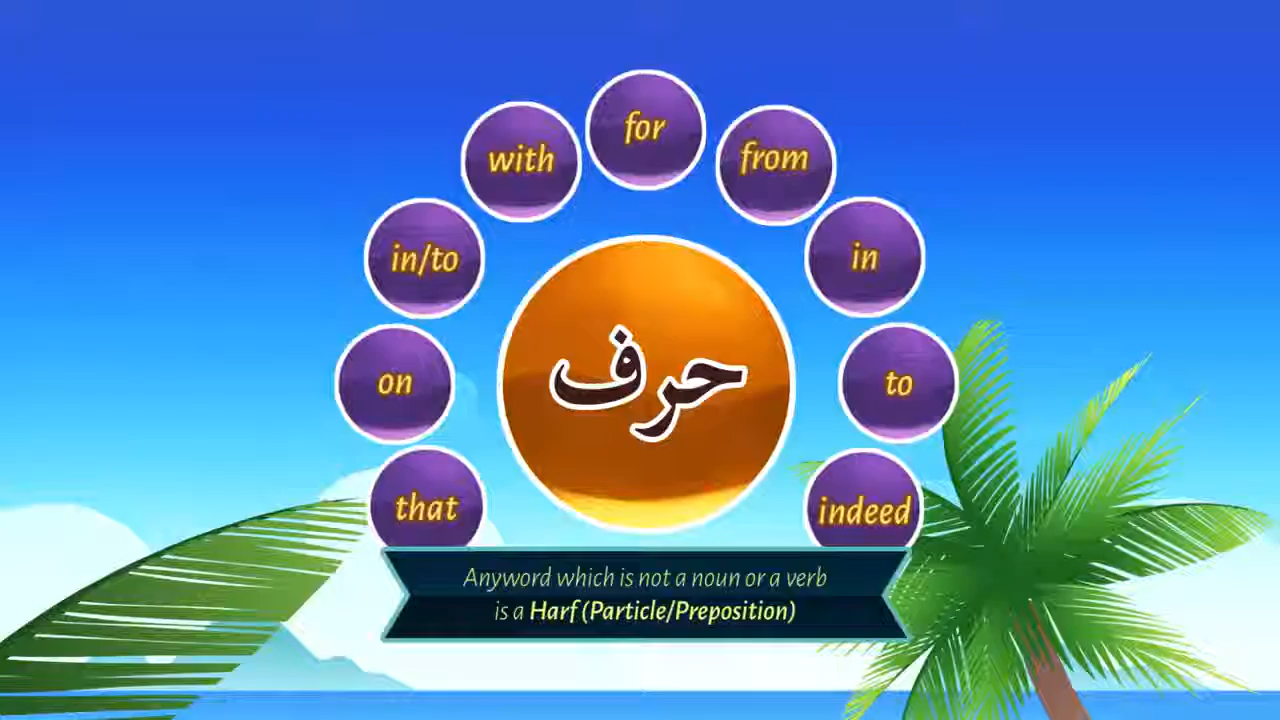 for
with
from
in/to
in
on
to
that
indeed
حرف
Anyword which is not a noun or a verb
is a Harf (Particle/Preposition)